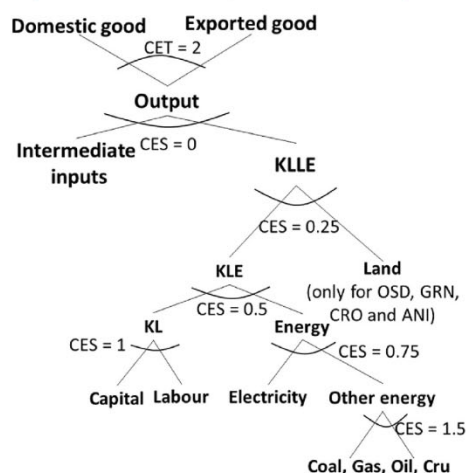 Domestic good Exported good
CET = 2
Output
Intermediate inputs
CES = 0
KLLE
CES = 0.25
KLE
Land
(only for OSD, GRN,
CRO and ANI)
CES = 0.5
KL
Energy
CES = 1
CES = 0.75
Capital Labour Electricity Other energy
CES = 1.5
Coal, Gas, Oil, Cru